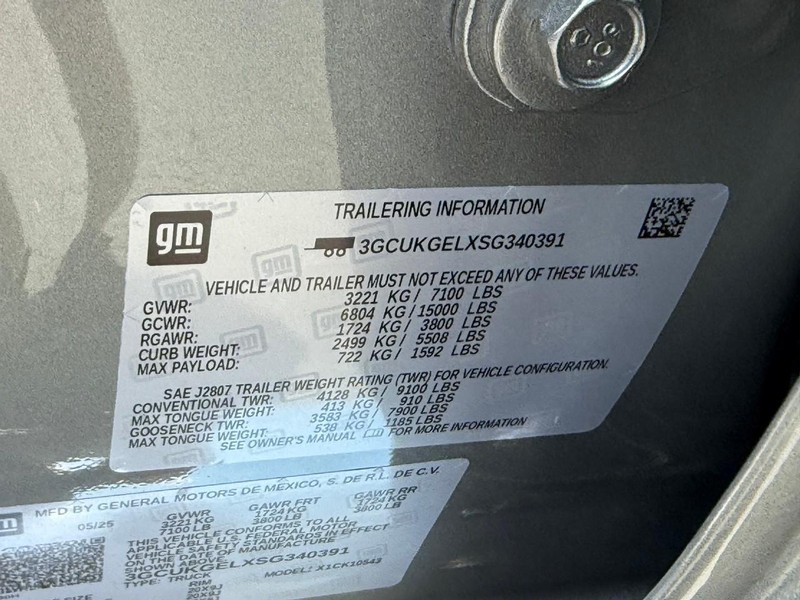 gm
TRAILERING INFORMATION
3GCUKGELXSG340391
VEHICLE AND TRAILER MUST NOT EXCEED ANY OF THESE VALUES.
GVWR: 3221 KG / 7100 LBS
GCWR: 6804 KG / 15000 LBS
RGAWR: 1724 KG / 3800 LBS
CURB WEIGHT: 2499 KG / 5508 LBS
MAX PAYLOAD: 722 KG / 1592 LBS
SAE J2807 TRAILER WEIGHT RATING (TWR) FOR VEHICLE CONFIGURATION.
CONVENTIONAL TWR: 4128 KG / 9100 LBS
MAX TONGUE WEIGHT: 413 KG / 910 LBS
GOOSENECK TWR: 3583 KG / 7900 LBS
MAX TONGUE WEIGHT: 538 KG / 1185 LBS
SEE OWNER'S MANUAL FOR MORE INFORMATION
MFD BY GENERAL MOTORS DE MEXICO, S. DE R.L. DE C.V.
05/25 GVWR GAWR FRT GAWR RR
3221 KG 1724 KG 1724 KG
7100 LB 3800 LB 3800 LB
THIS VEHICLE CONFORMS TO ALL
APPLICABLE U.S. FEDERAL MOTOR
VEHICLE SAFETY STANDARDS IN EFFECT
ON THE DATE OF MANUFACTURE
3GCUKGELXSG340391
TYPE: TRUCK MODEL: X1CK10543
SIZE RIM
20X9J
20X9J